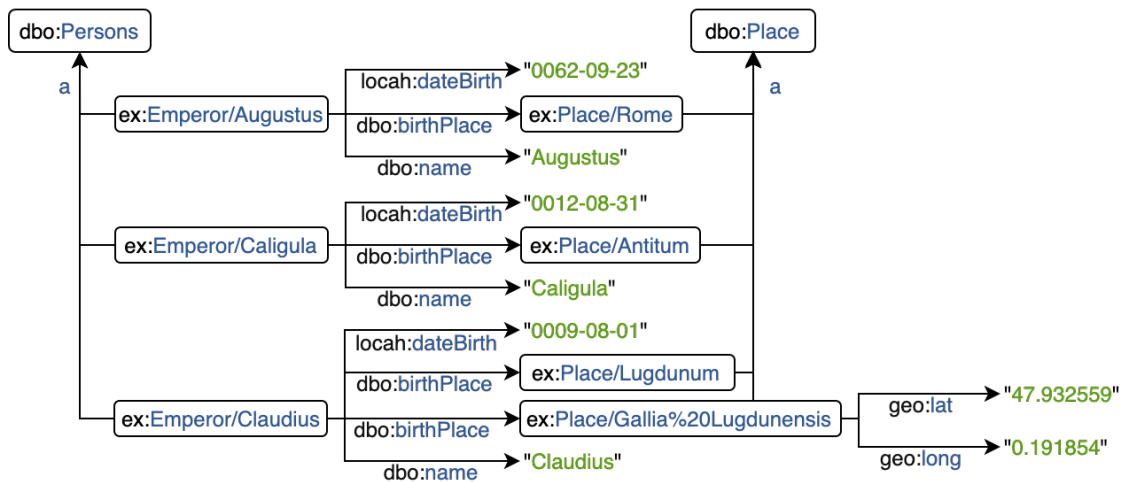 dbo:Persons
dbo:Place
a
a
ex:Emperor/Augustus
locah:dateBirth
"0062-09-23"
dbo:birthPlace
ex:Place/Rome
dbo:name
"Augustus"
ex:Emperor/Caligula
locah:dateBirth
"0012-08-31"
dbo:birthPlace
ex:Place/Antitum
dbo:name
"Caligula"
ex:Emperor/Claudius
locah:dateBirth
"0009-08-01"
dbo:birthPlace
ex:Place/Lugdunum
dbo:birthPlace
ex:Place/Gallia%20Lugdunensis
dbo:name
"Claudius"
geo:lat
"47.932559"
geo:long
"0.191854"